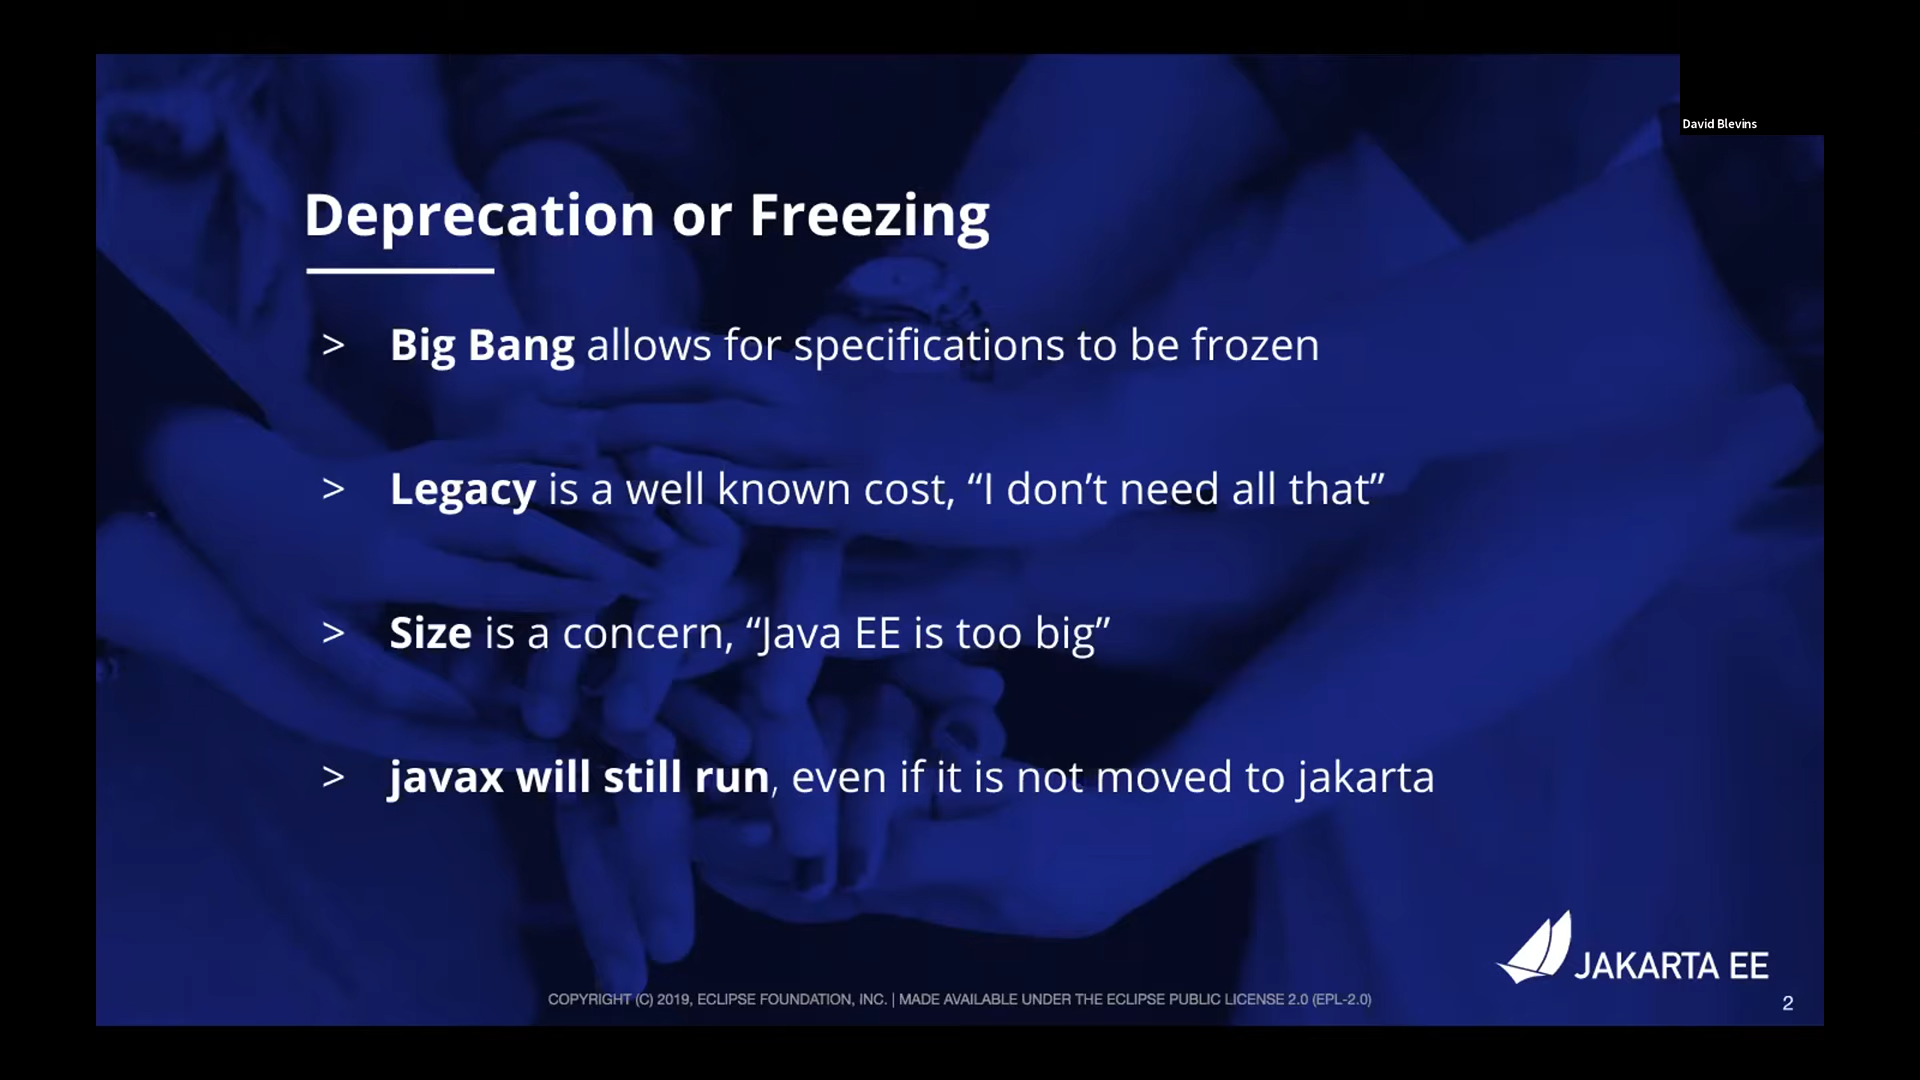 David Blevins
Deprecation or Freezing
> Big Bang allows for specifications to be frozen
> Legacy is a well known cost, “I don’t need all that”
> Size is a concern, “Java EE is too big”
> javax will still run, even if it is not moved to jakarta
JAKARTA EE
COPYRIGHT (C) 2019, ECLIPSE FOUNDATION, INC. | MADE AVAILABLE UNDER THE ECLIPSE PUBLIC LICENSE 2.0 (EPL-2.0)
2